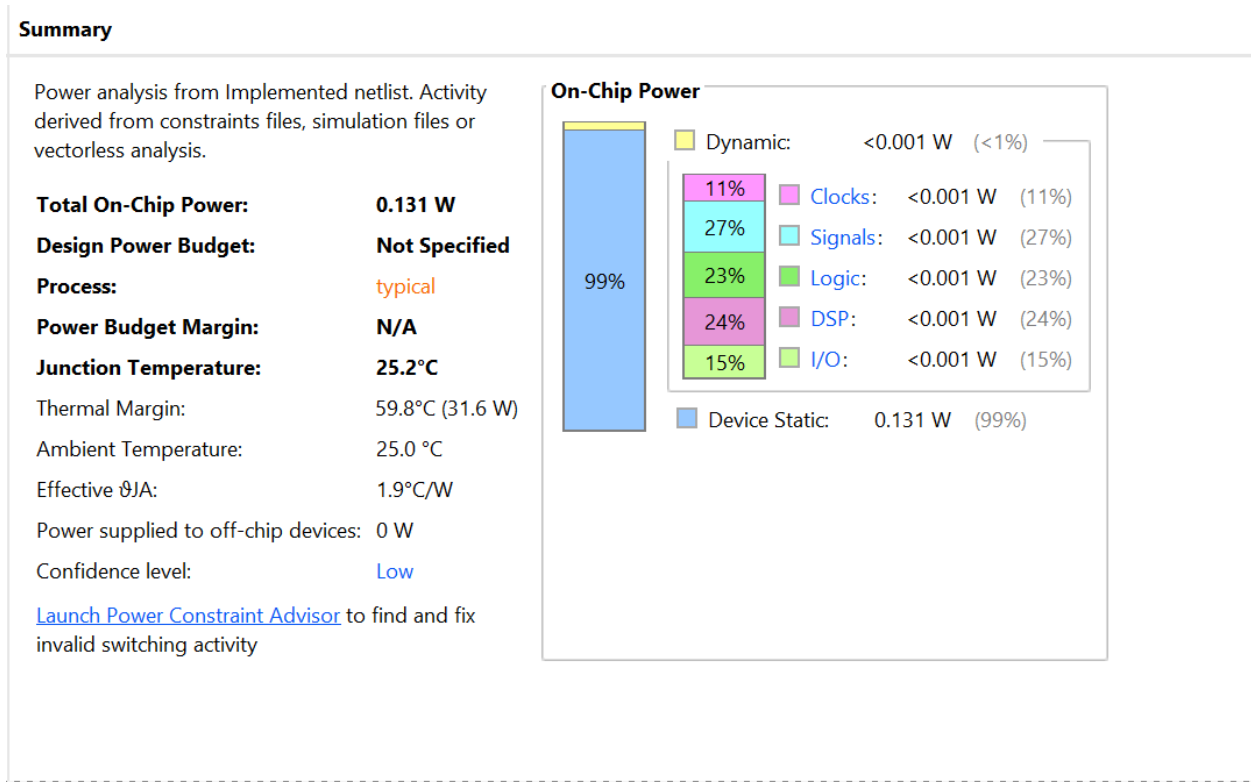 Summary
Power analysis from Implemented netlist. Activity
derived from constraints files, simulation files or
vectorless analysis.
Total On-Chip Power: 0.131 W
Design Power Budget: Not Specified
Process: typical
Power Budget Margin: N/A
Junction Temperature: 25.2°C
Thermal Margin: 59.8°C (31.6 W)
Ambient Temperature: 25.0 °C
Effective ϑJA: 1.9°C/W
Power supplied to off-chip devices: 0 W
Confidence level: Low
Launch Power Constraint Advisor to find and fix
invalid switching activity
On-Chip Power
99%
Dynamic: <0.001 W (<1%)
11% Clocks: <0.001 W (11%)
27% Signals: <0.001 W (27%)
23% Logic: <0.001 W (23%)
24% DSP: <0.001 W (24%)
15% I/O: <0.001 W (15%)
Device Static: 0.131 W (99%)